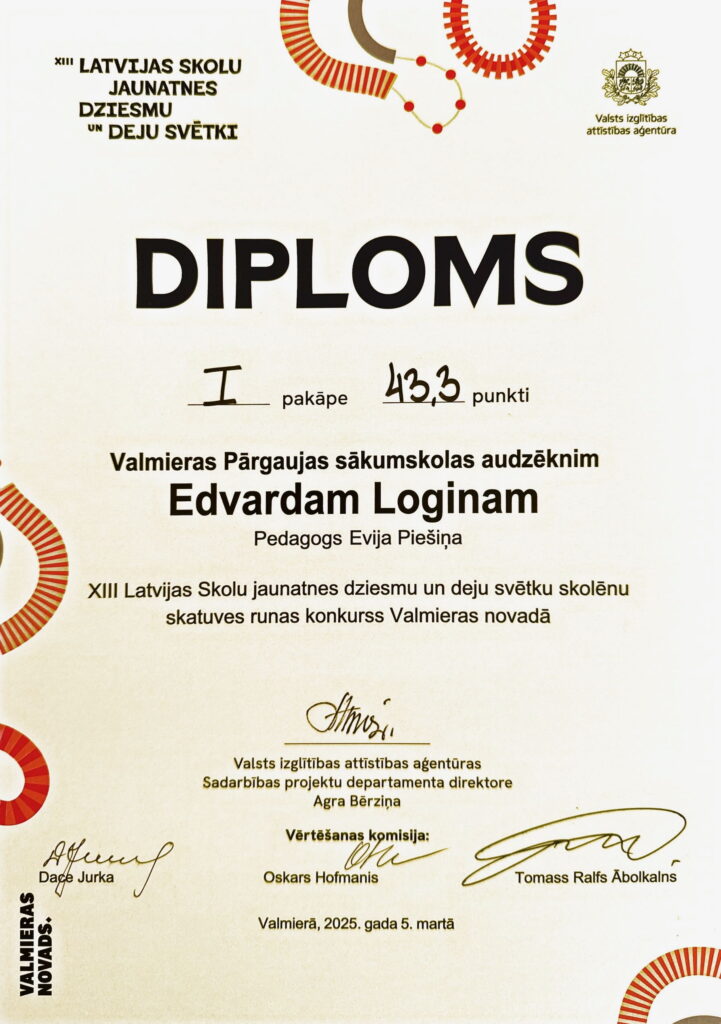 XIII LATVIJAS SKOLU
JAUNATNES
DZIESMU
UN DEJU SVĒTKI
Valsts izglītības
attīstības aģentūra
DIPLOMS
I pakāpe 43,3 punkti
Valmieras Pārgaujas sākumskolas audzēknim
Edvardam Loginam
Pedagogs Evija Piešiņa
XIII Latvijas Skolu jaunatnes dziesmu un deju svētku skolēnu
skatuves runas konkurss Valmieras novadā
Valsts izglītības attīstības aģentūras
Sadarbības projektu departamenta direktore
Agra Bērziņa
Vērtēšanas komisija:
Dace Jurka
Oskars Hofmanis
Tomass Ralfs Ābolkalns
Valmierā, 2025. gada 5. martā
VALMIERAS
NOVADS.